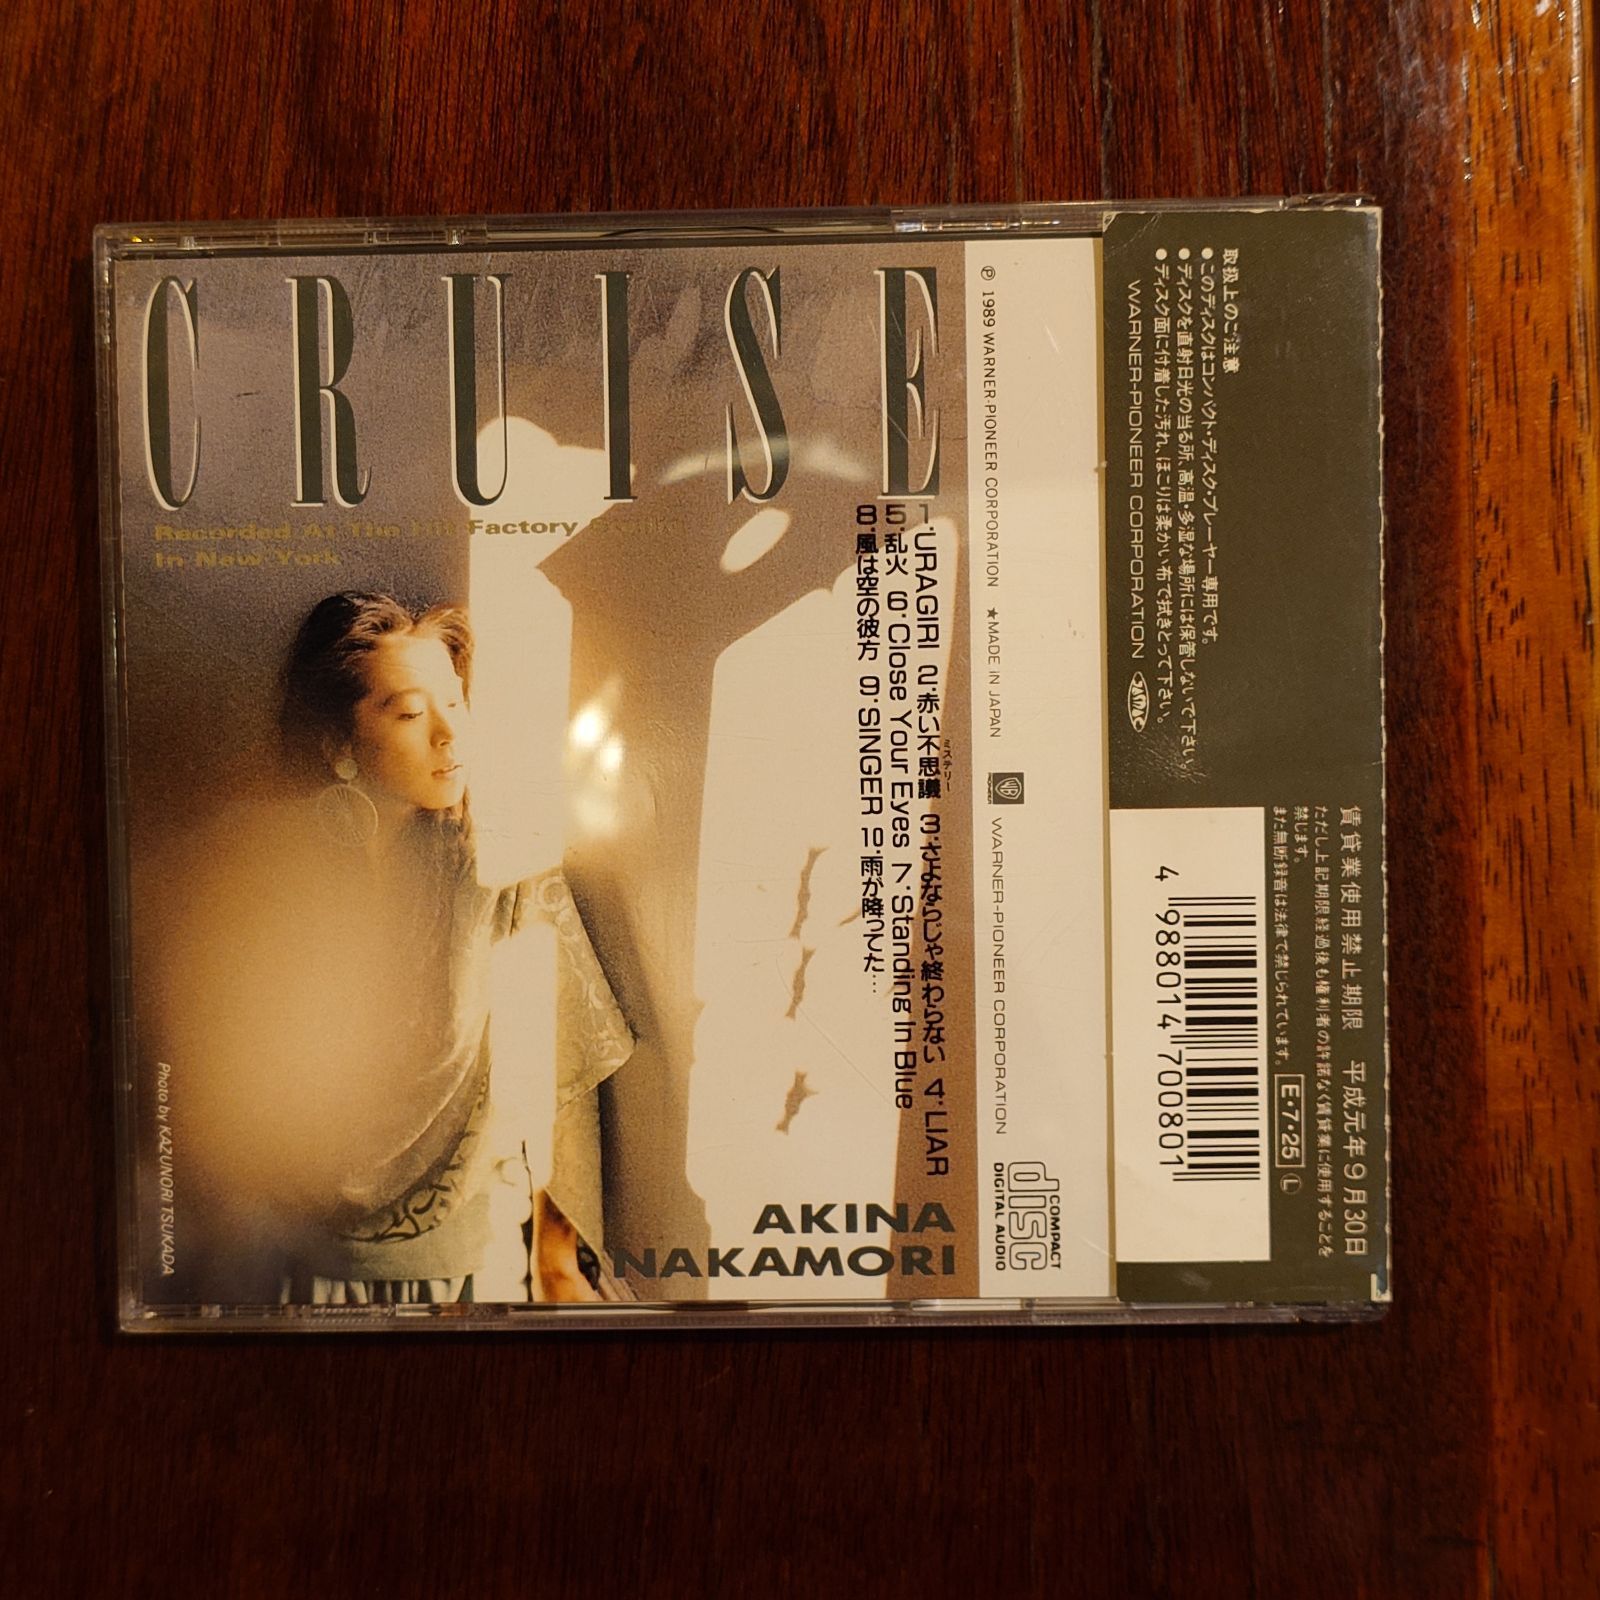 CRUISE
Recorded At The Hit Factory Studio
In New York
1. URAGIRI 2. 赤い不思議 3. さよならじゃ終わらない 4. LIAR
ミステリー
5. 乱火 6. Close Your Eyes 7. Standing In Blue
8. 風は空の彼方 9. SINGER 10. 雨が降ってた…
AKINA
NAKAMORI
Photo by KAZUNORI TSUKADA
Ⓟ 1989 WARNER-PIONEER CORPORATION ★MADE IN JAPAN
PIONEER
WARNER-PIONEER CORPORATION
COMPACT
disc
DIGITAL AUDIO
取扱上のご注意
●このディスクはコンパクト・ディスク・プレーヤー専用です。
●ディスクを直射日光の当る所、高温・多湿な場所には保管しないで下さい。
●ディスク面に付着した汚れ、ほこりは柔かい布で拭きとって下さい。
WARNER-PIONEER CORPORATION
JASRAC
4 988014 700801
賃貸業使用禁止期限 平成元年9月30日
ただし上記期限経過後も権利者の許諾なく賃貸業に使用することを
禁じます。
また無断録音は法律で禁じられています。
E・7・25 Ⓛ